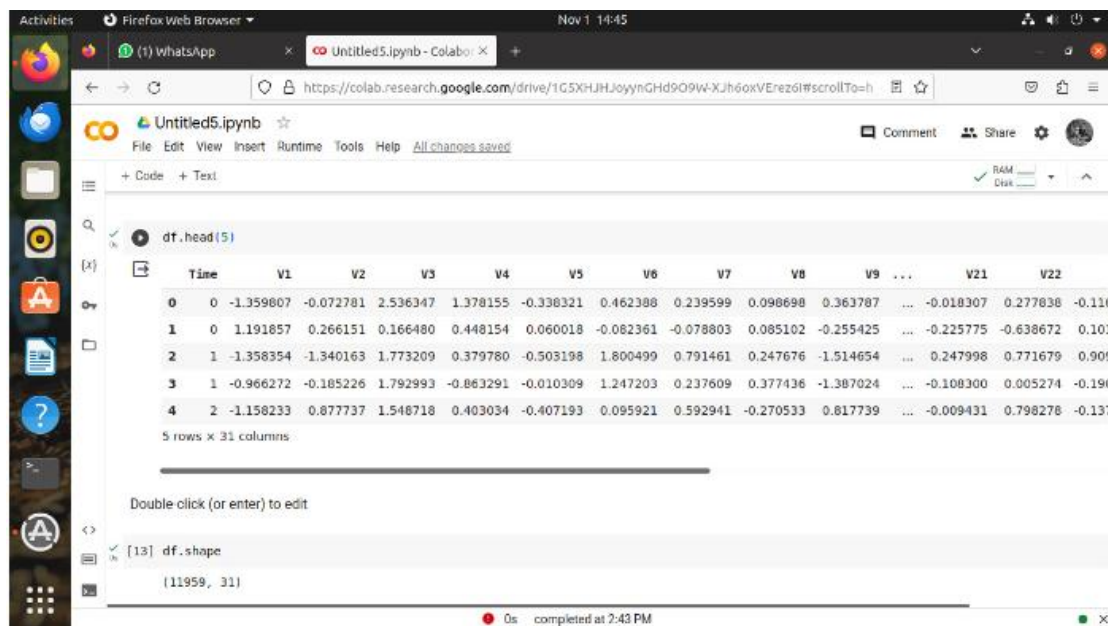 Activities Firefox Web Browser Nov 1 14:45
(1) WhatsApp × Untitled5.ipynb - Colabor × +
Untitled5.ipynb
File Edit View Insert Runtime Tools Help All changes saved
Comment Share
+ Code + Text
RAM
Disk
df.head(5)
Time V1 V2 V3 V4 V5 V6 V7 V8 V9 ... V21 V22
0 0 -1.359807 -0.072781 2.536347 1.378155 -0.338321 0.462388 0.239599 0.098698 0.363787 ... -0.018307 0.277838
1 0 1.191857 0.266151 0.166480 0.448154 0.060018 -0.082361 -0.078803 0.085102 -0.255425 ... -0.225775 -0.638672
2 1 -1.358354 -1.340163 1.773209 0.379780 -0.503198 1.800499 0.791461 0.247676 -1.514654 ... 0.247998 0.771679
3 1 -0.966272 -0.185226 1.792993 -0.863291 -0.010309 1.247203 0.237609 0.377436 -1.387024 ... -0.108300 0.005274
4 2 -1.158233 0.877737 1.548718 0.403034 -0.407193 0.095921 0.592941 -0.270533 0.817739 ... -0.009431 0.798278
5 rows × 31 columns
Double-click (or enter) to edit
[13] df.shape
(11959, 31)
0s completed at 2:43 PM